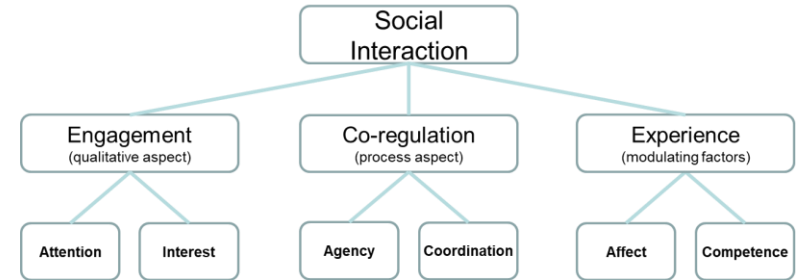 Social
Interaction
Engagement
(qualitative aspect)
Co-regulation
(process aspect)
Experience
(modulating factors)
Attention
Interest
Agency
Coordination
Affect
Competence